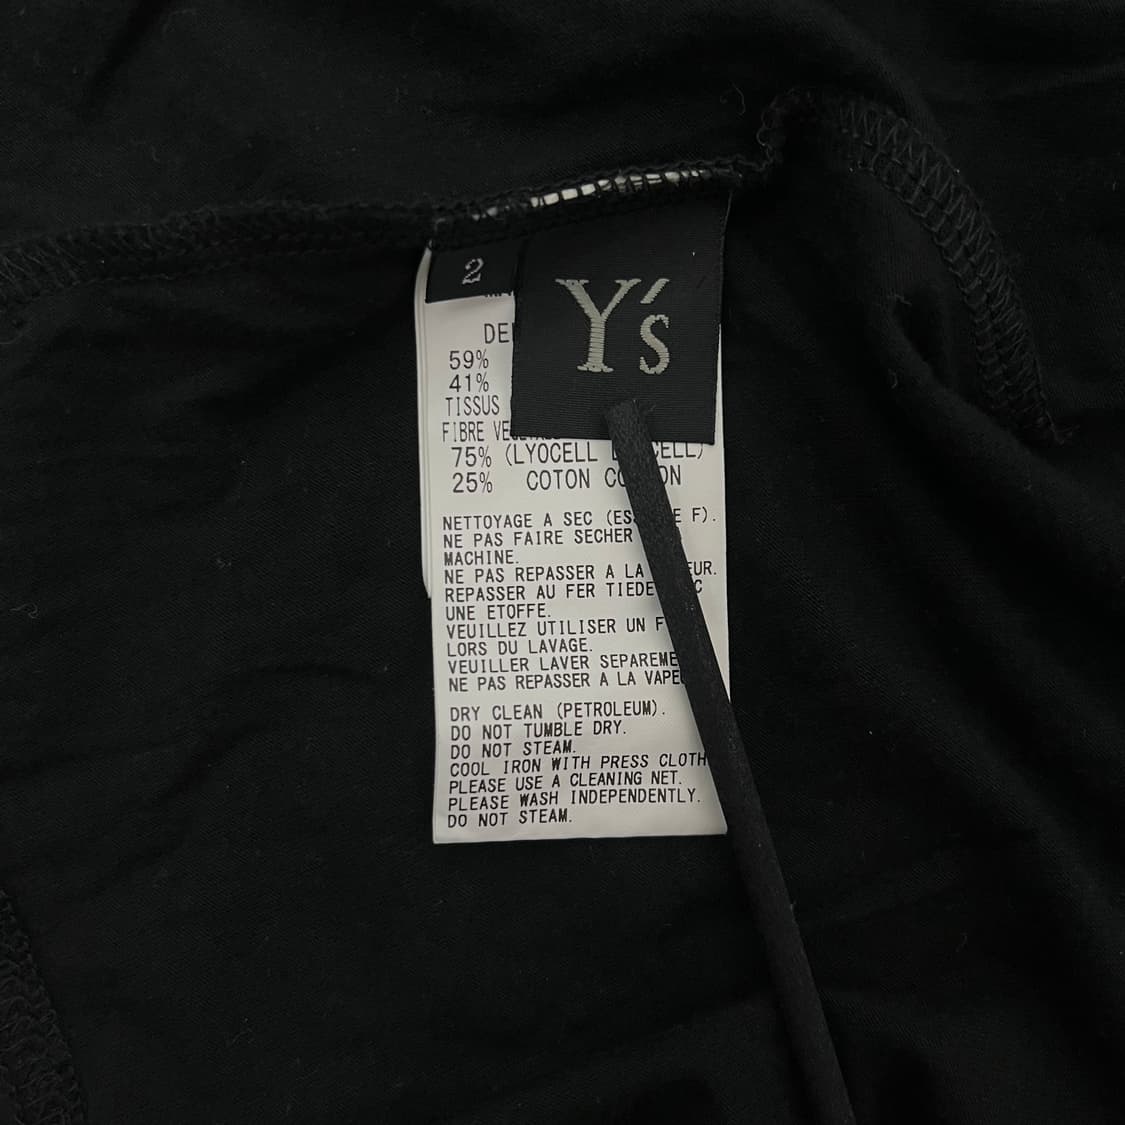 2
Y's
59%
41%
TISSUS
FIBRE
75% (LYOCELL
25% COTON
NETTOYAGE A SEC F).
NE PAS FAIRE SECHER
MACHINE.
NE PAS REPASSER A LA
REPASSER AU FER TIEDE
UNE ETOFFE.
VEUILLEZ UTILISER UN
LORS DU LAVAGE.
VEUILLER LAVER
NE PAS REPASSER A LA
DRY CLEAN (PETROLEUM).
DO NOT TUMBLE DRY.
DO NOT STEAM.
COOL IRON WITH PRESS CLOTH
PLEASE USE A CLEANING NET.
PLEASE WASH INDEPENDENTLY.
DO NOT STEAM.